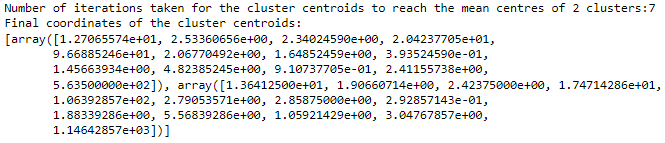 Number of iterations taken for the cluster centroids to reach the mean centres of 2 clusters:7
Final coordinates of the cluster centroids:
[array([1.27065574e+01, 2.53360656e+00, 2.34024590e+00, 2.04237705e+01,
9.66885246e+01, 2.06770492e+00, 1.64852459e+00, 3.93524590e-01,
1.45663934e+00, 4.82385245e+00, 9.10737705e-01, 2.41155738e+00,
5.63500000e+02]), array([1.36412500e+01, 1.90660714e+00, 2.42375000e+00, 1.74714286e+01,
1.06392857e+02, 2.79053571e+00, 2.85875000e+00, 2.92857143e-01,
1.88339286e+00, 5.56839286e+00, 1.05921429e+00, 3.04767857e+00,
1.14642857e+03])]